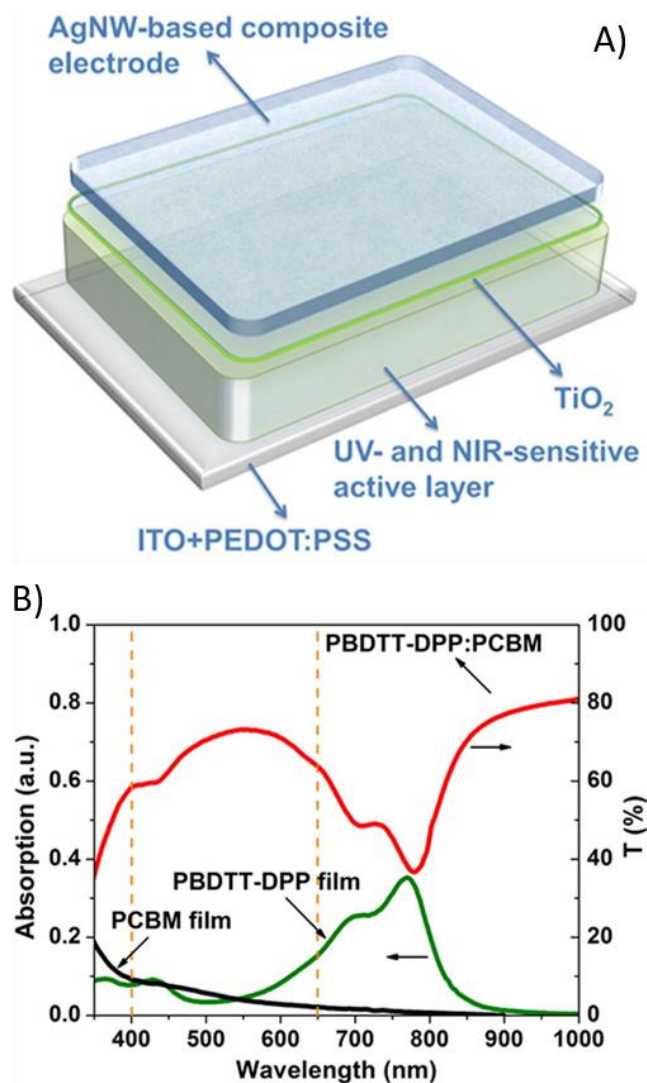 AgNW-based composite
electrode
A)
TiO₂
UV- and NIR-sensitive
active layer
ITO+PEDOT:PSS
B)
1.0
0.8
0.6
0.4
0.2
0.0
Absorption (a.u.)
PBDTT-DPP:PCBM
PBDTT-DPP film
PCBM film
100
80
60
40
20
0
T (%)
400 500 600 700 800 900 1000
Wavelength (nm)